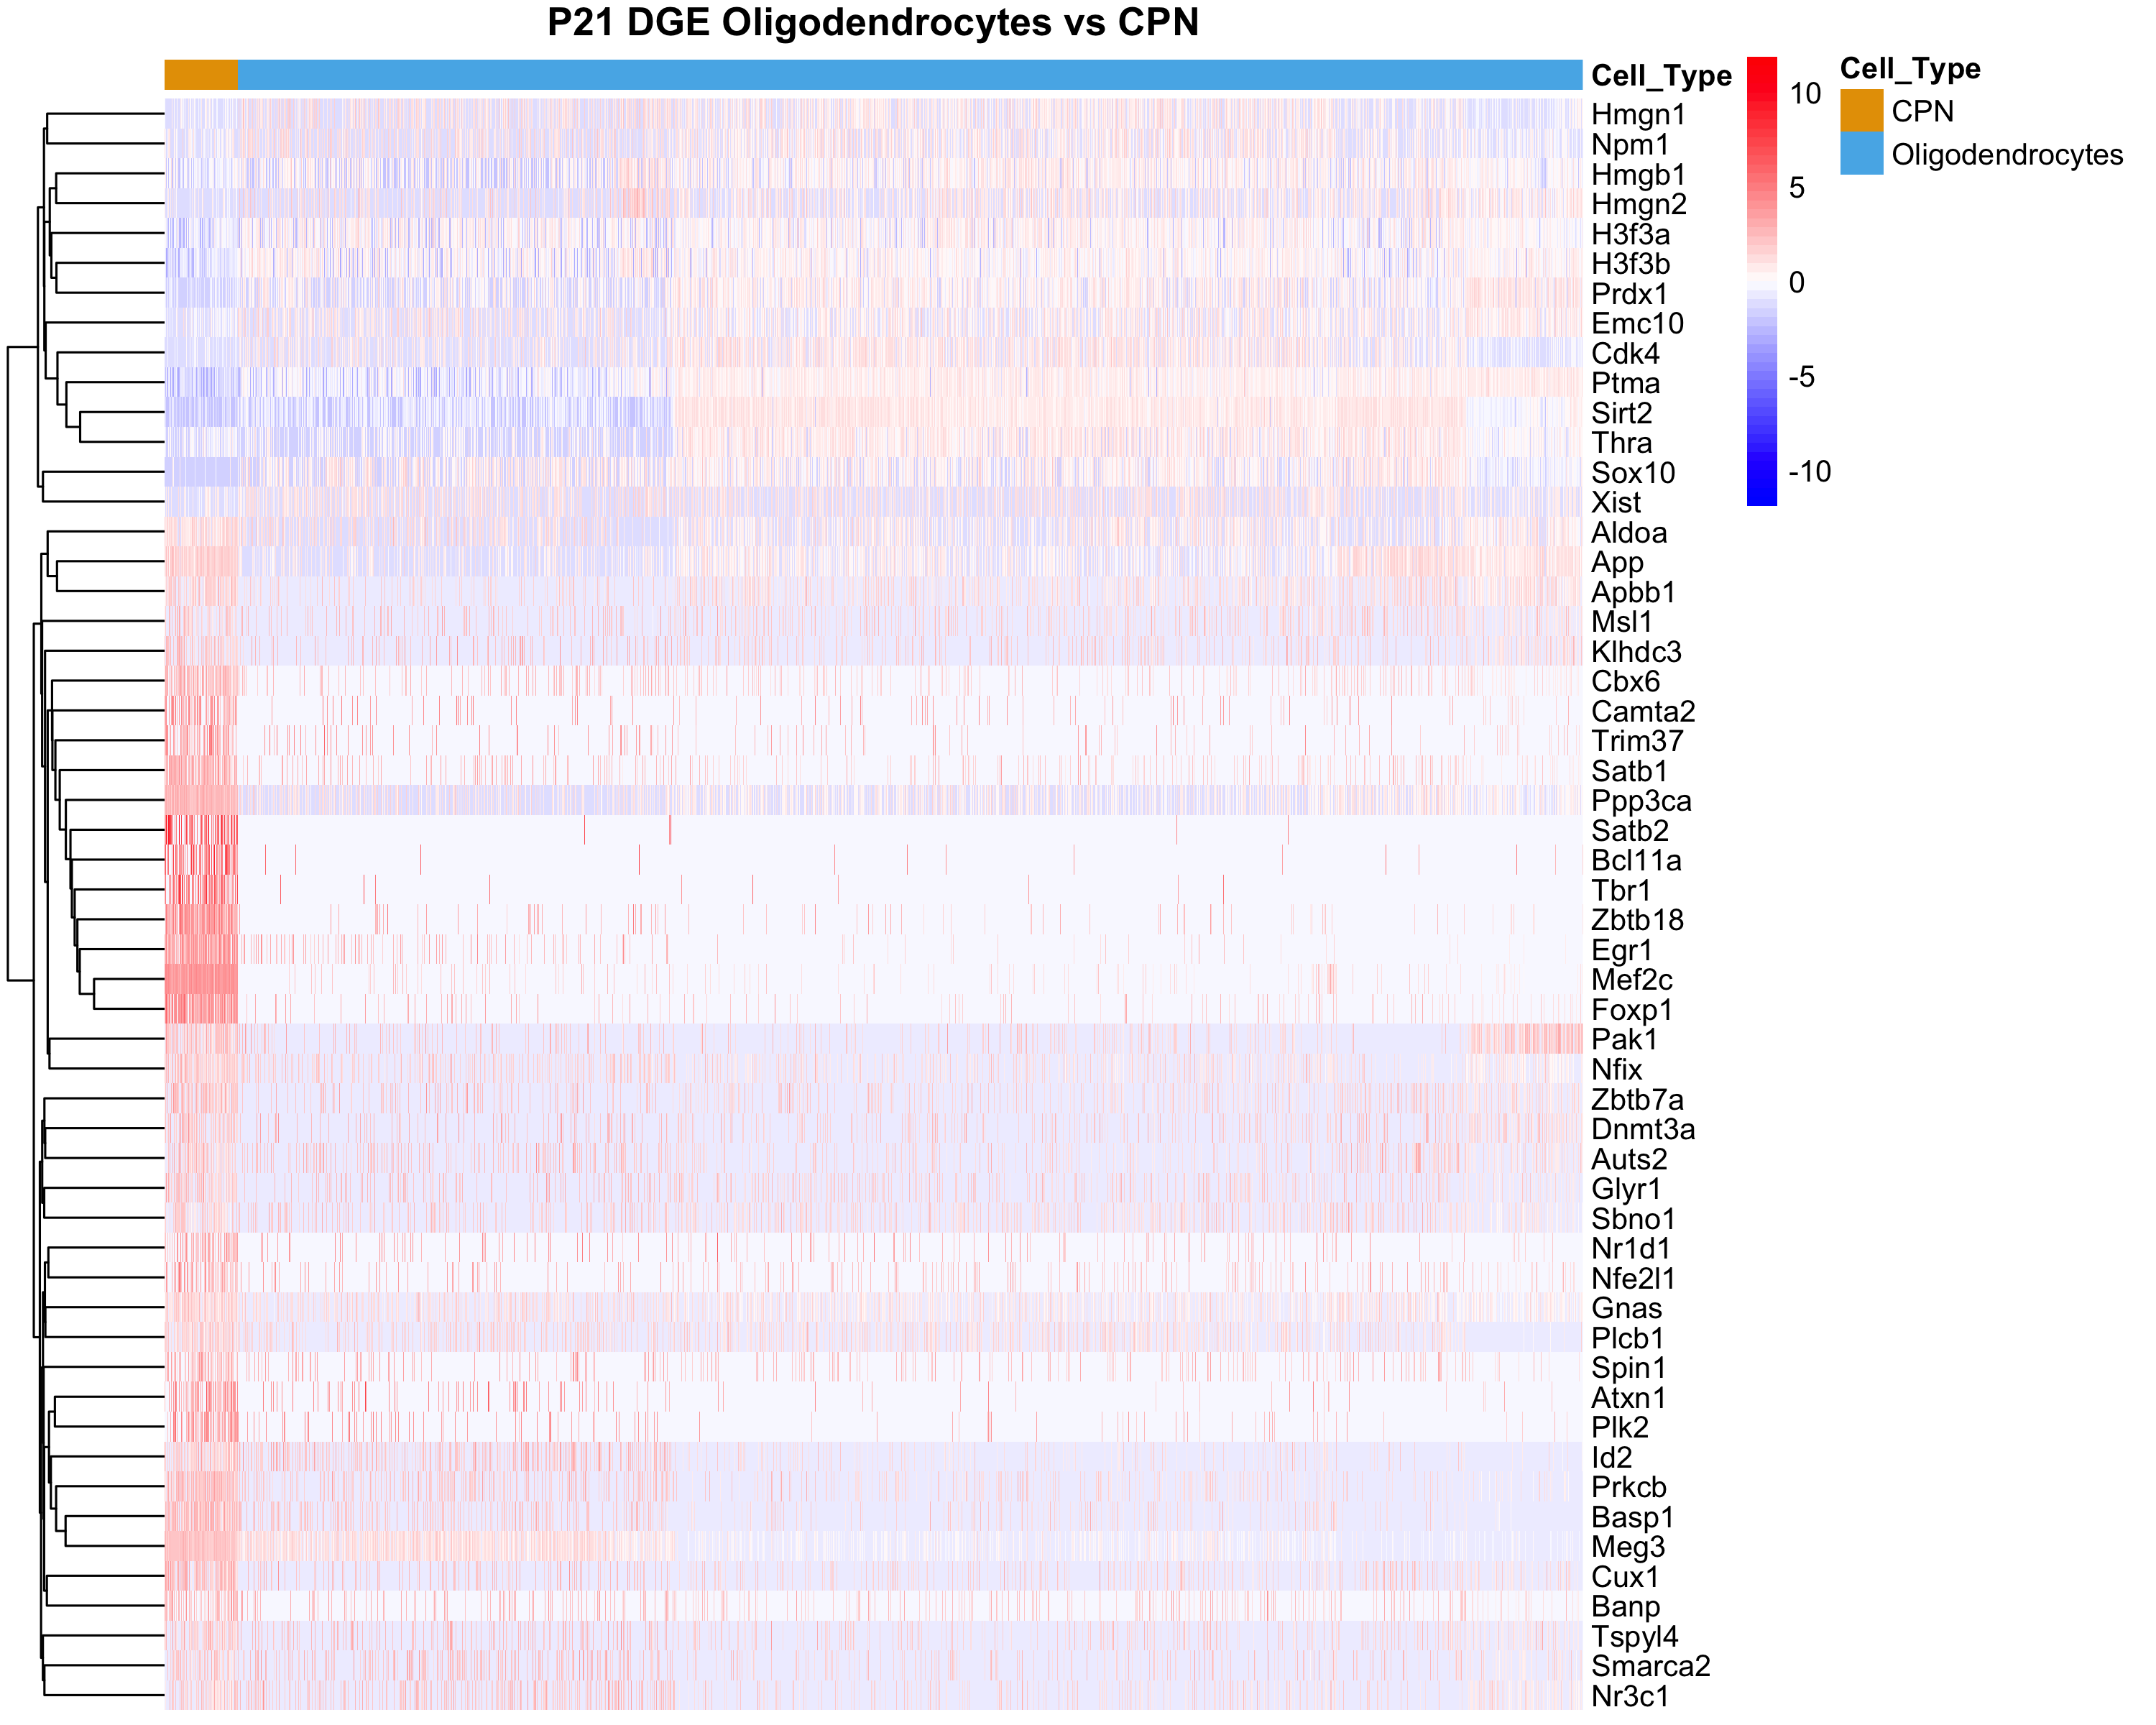 P21 DGE Oligodendrocytes vs CPN
Cell_Type
Hmgn1
Npm1
Hmgb1
Hmgn2
H3f3a
H3f3b
Prdx1
Emc10
Cdk4
Ptma
Sirt2
Thra
Sox10
Xist
Aldoa
App
Apbb1
Msl1
Klhdc3
Cbx6
Camta2
Trim37
Satb1
Ppp3ca
Satb2
Bcl11a
Tbr1
Zbtb18
Egr1
Mef2c
Foxp1
Pak1
Nfix
Zbtb7a
Dnmt3a
Auts2
Glyr1
Sbno1
Nr1d1
Nfe2l1
Gnas
Plcb1
Spin1
Atxn1
Plk2
Id2
Prkcb
Basp1
Meg3
Cux1
Banp
Tspyl4
Smarca2
Nr3c1
10
5
0
-5
-10
Cell_Type
CPN
Oligodendrocytes